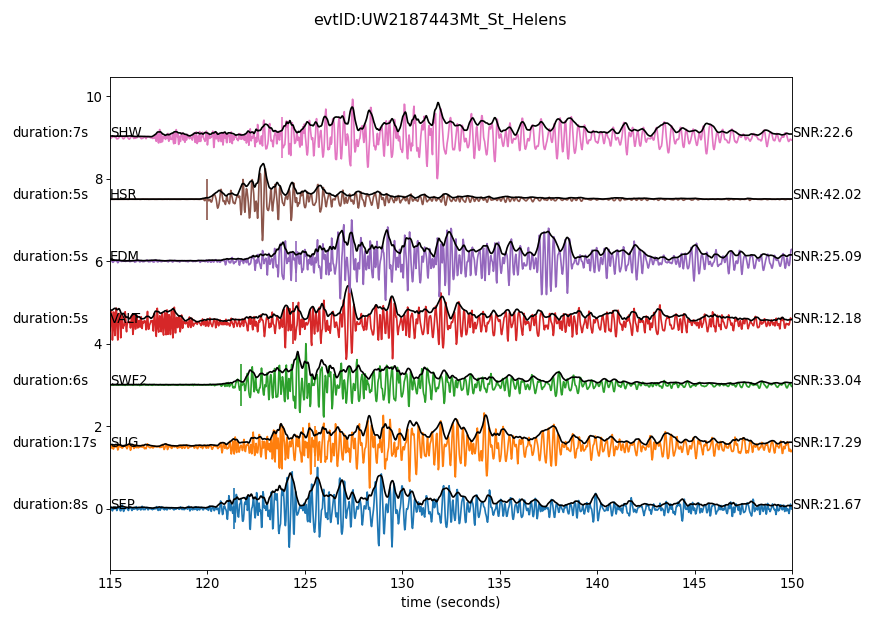 evtID:UW2187443Mt_St_Helens
10
duration:7s SHW SNR:22.6
8
duration:5s HSR SNR:42.02
duration:5s EDM SNR:25.09
6
duration:5s VALT SNR:12.18
4
duration:6s SWF2 SNR:33.04
2
duration:17s SUG SNR:17.29
duration:8s SEP SNR:21.67
0
115 120 125 130 135 140 145 150
time (seconds)